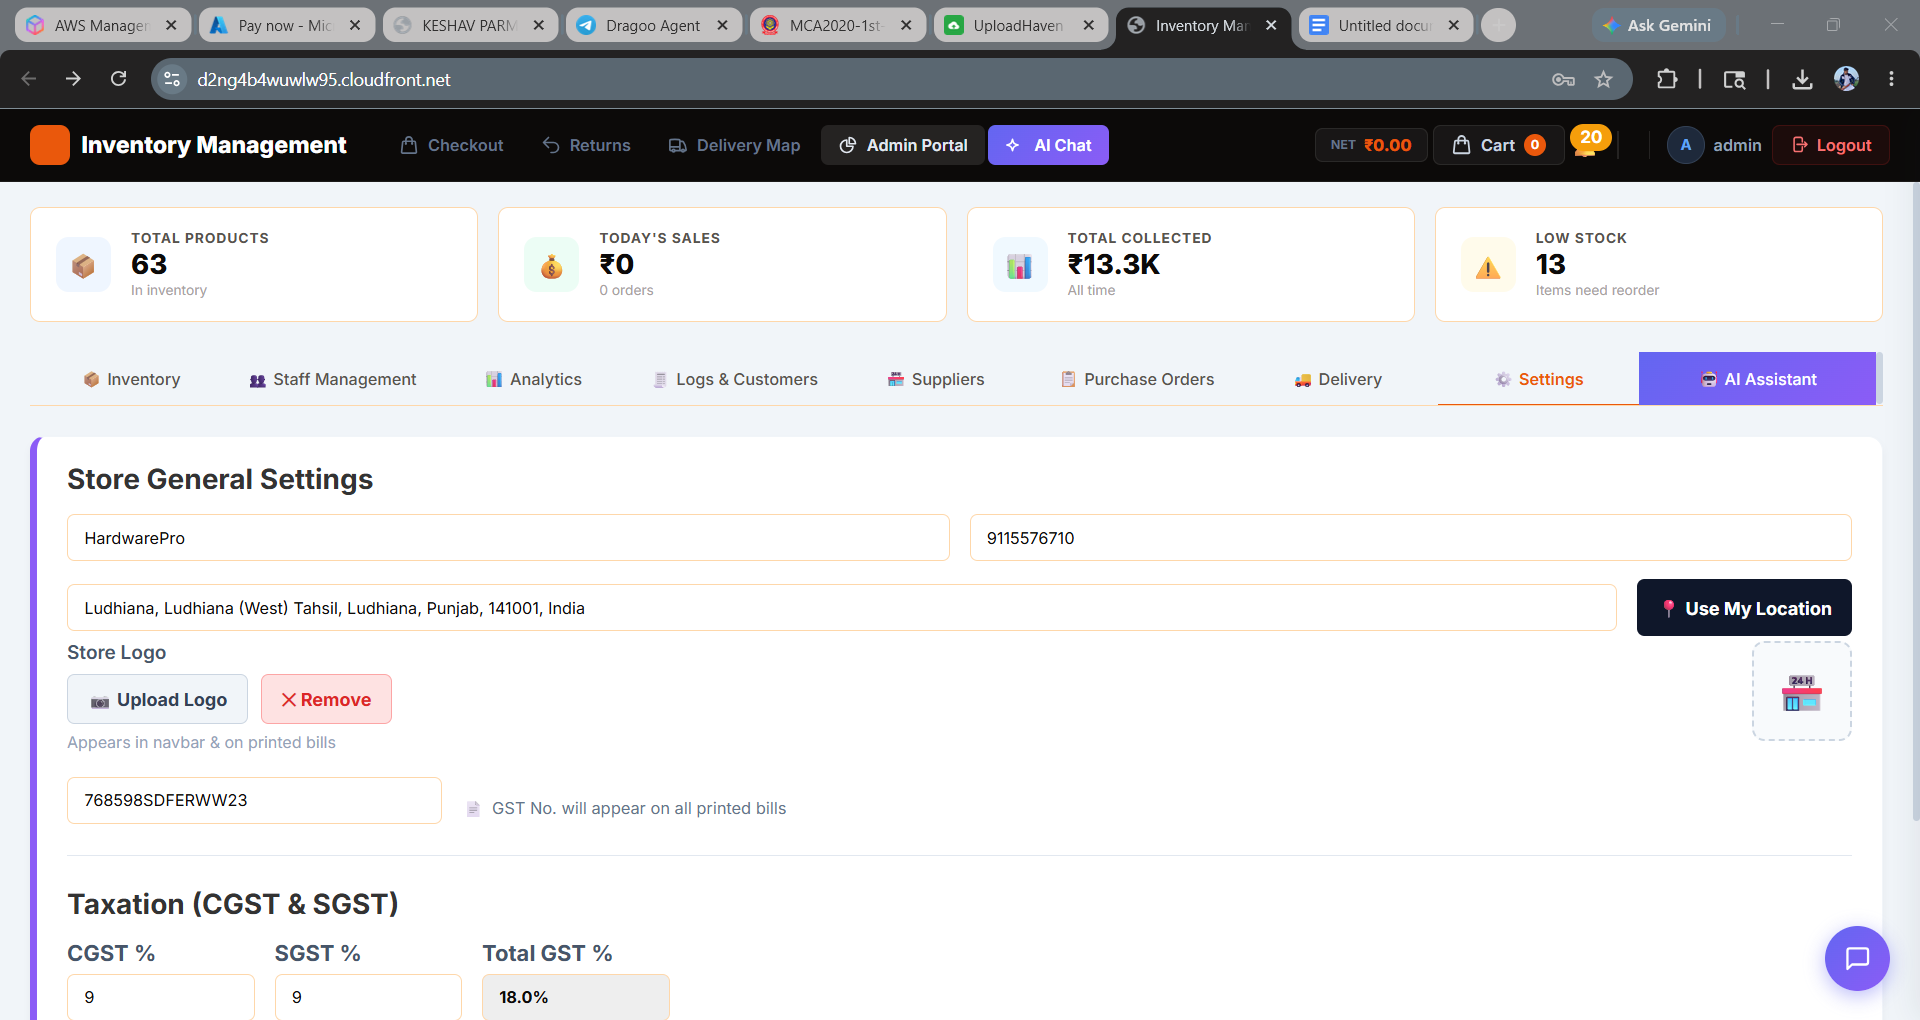 AWS Manage
Pay now - Mic
KESHAV PARM
Dragoo Agent
MCA2020-1st-
UploadHaven
Inventory Ma
Untitled docu
Ask Gemini
d2ng4b4wuwlw95.cloudfront.net
Inventory Management
Checkout
Returns
Delivery Map
Admin Portal
AI Chat
NET ₹0.00
Cart 0
20
A
admin
Logout
TOTAL PRODUCTS
63
In inventory
TODAY'S SALES
₹0
0 orders
TOTAL COLLECTED
₹13.3K
All time
LOW STOCK
13
Items need reorder
Inventory
Staff Management
Analytics
Logs & Customers
Suppliers
Purchase Orders
Delivery
Settings
AI Assistant
Store General Settings
HardwarePro
9115576710
Ludhiana, Ludhiana (West) Tahsil, Ludhiana, Punjab, 141001, India
Use My Location
Store Logo
Upload Logo
Remove
24 H
Appears in navbar & on printed bills
768598SDFERWW23
GST No. will appear on all printed bills
Taxation (CGST & SGST)
CGST %
SGST %
Total GST %
9
9
18.0%